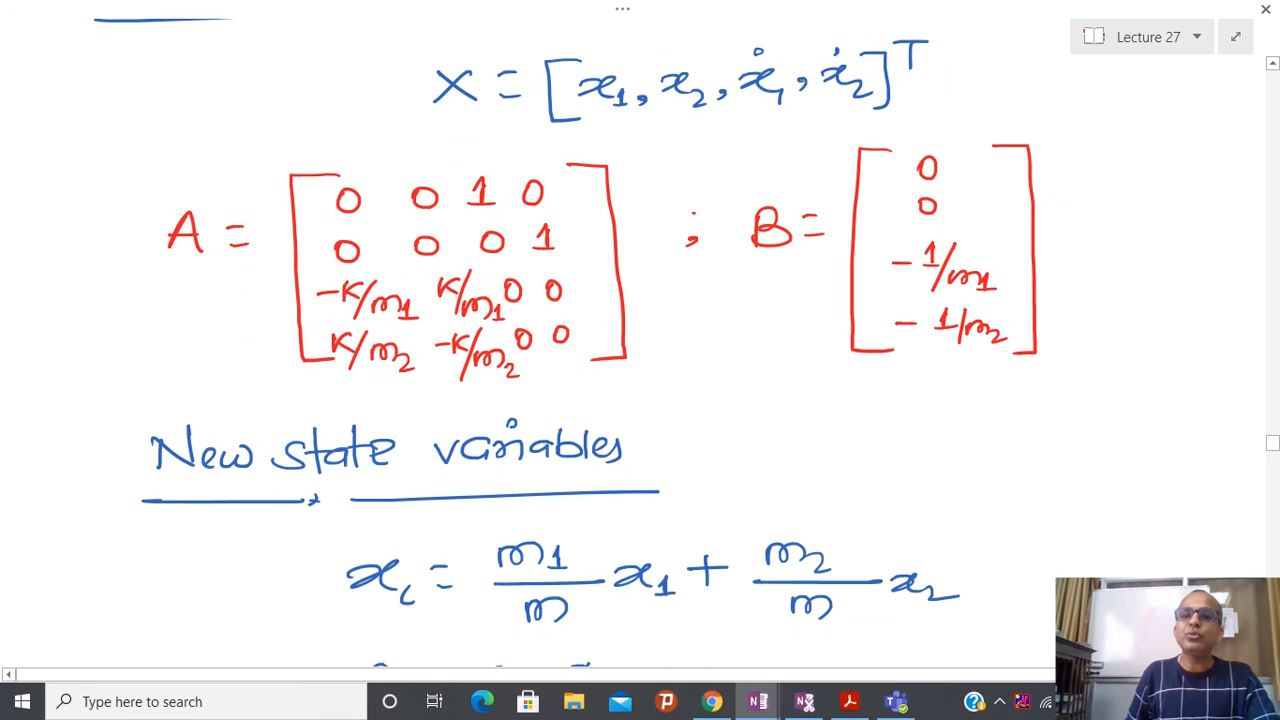 Lecture 27
X = [x₁, x₂, ẋ₁, ẋ₂]ᵀ
A = [0 0 1 0
0 0 0 1
-K/m₁ K/m₁ 0 0
K/m₂ -K/m₂ 0 0]
; B = [0
0
- 1/m₁
- 1/m₂]
New state variables
x_c = m₁/m x₁ + m₂/m x₂
Type here to search